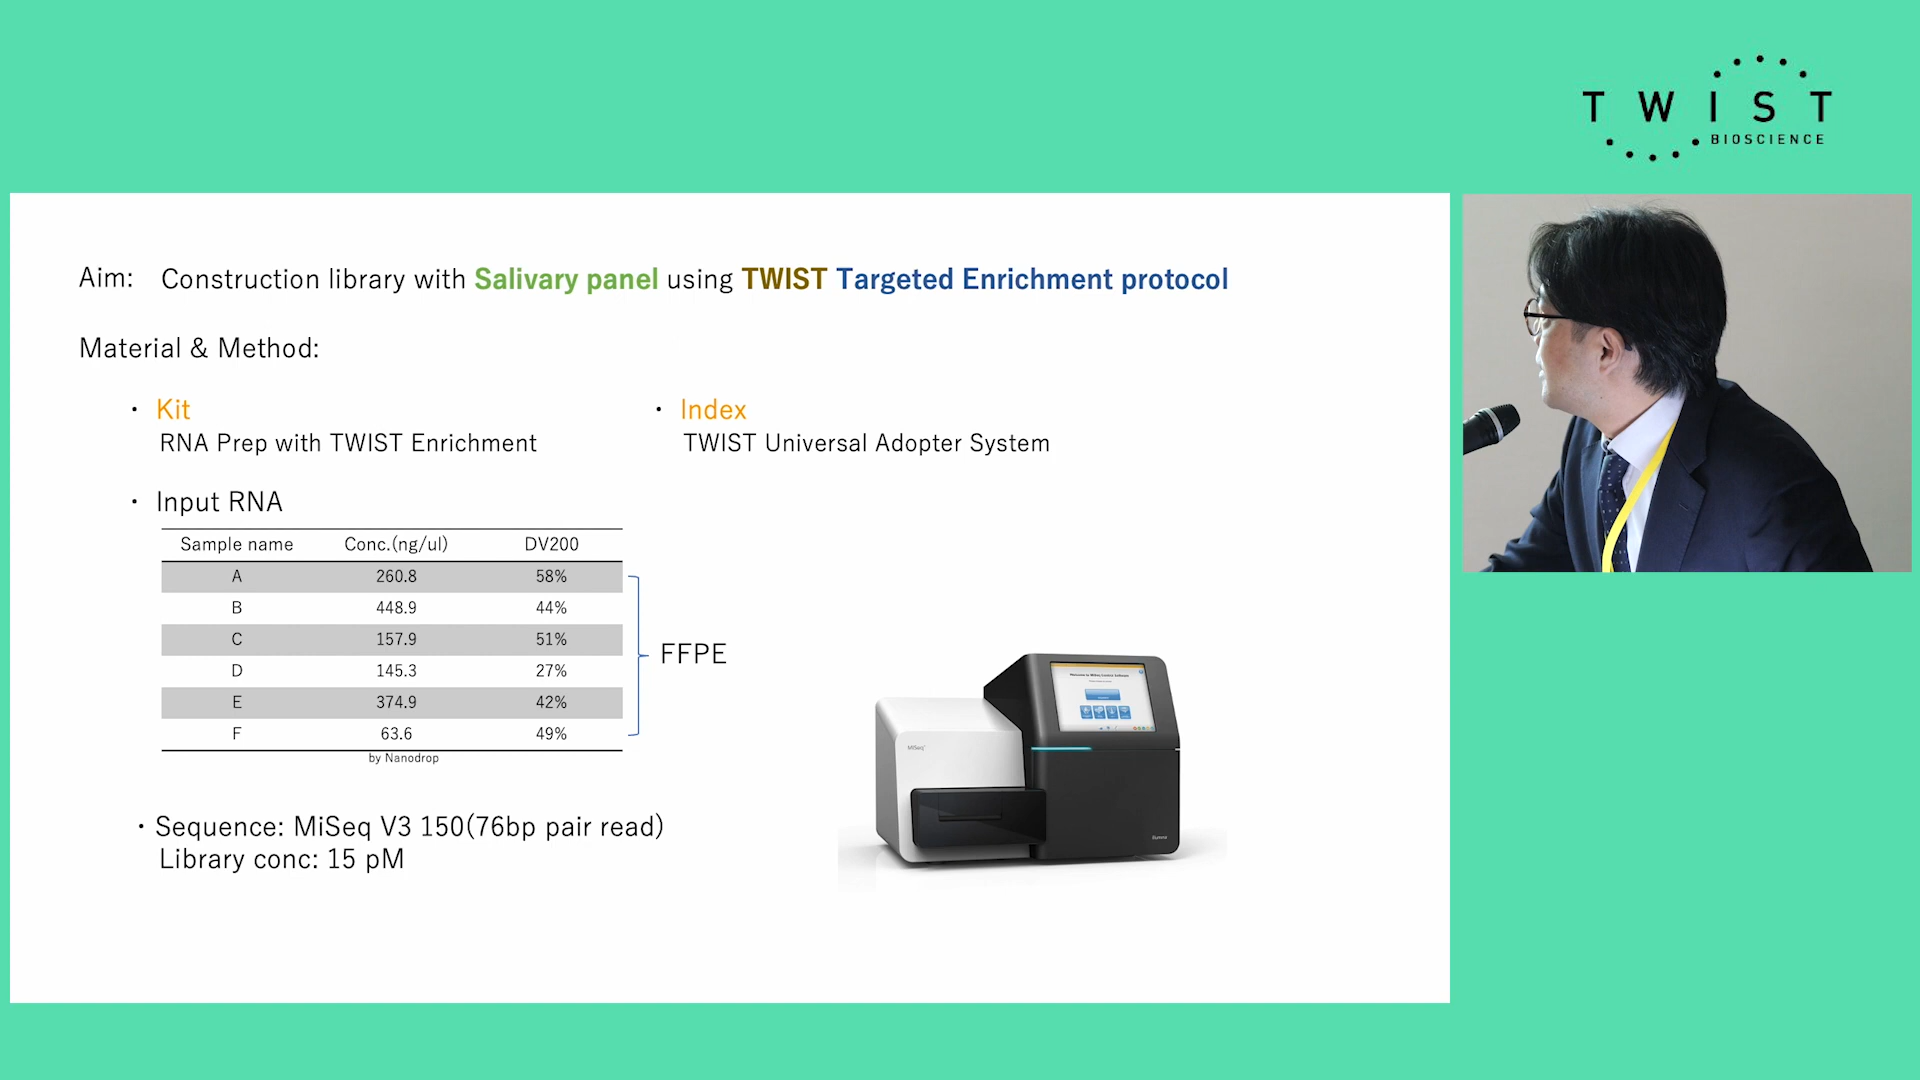 TWIST
BIOSCIENCE
Aim: Construction library with Salivary panel using TWIST Targeted Enrichment protocol
Material & Method:
・ Kit
RNA Prep with TWIST Enrichment
・ Index
TWIST Universal Adopter System
・ Input RNA
Sample name Conc.(ng/ul) DV200
A 260.8 58%
B 448.9 44%
C 157.9 51%
D 145.3 27%
E 374.9 42%
F 63.6 49%
by Nanodrop
FFPE
・Sequence: MiSeq V3 150(76bp pair read)
Library conc: 15 pM
MiSeq
illumina